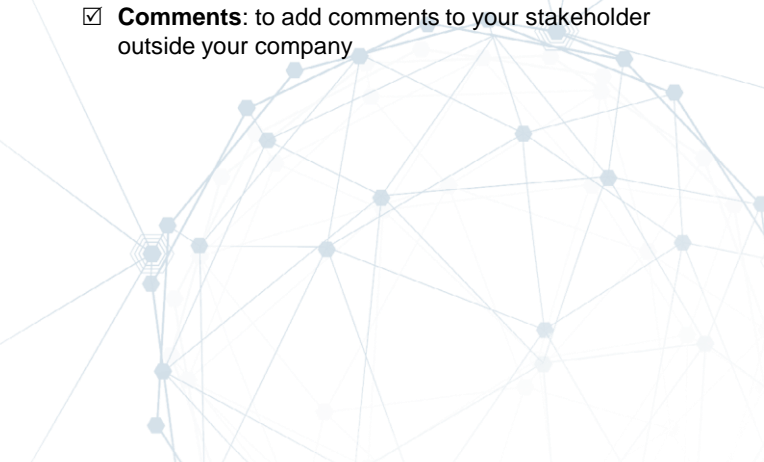 ☑ Comments: to add comments to your stakeholder
outside your company